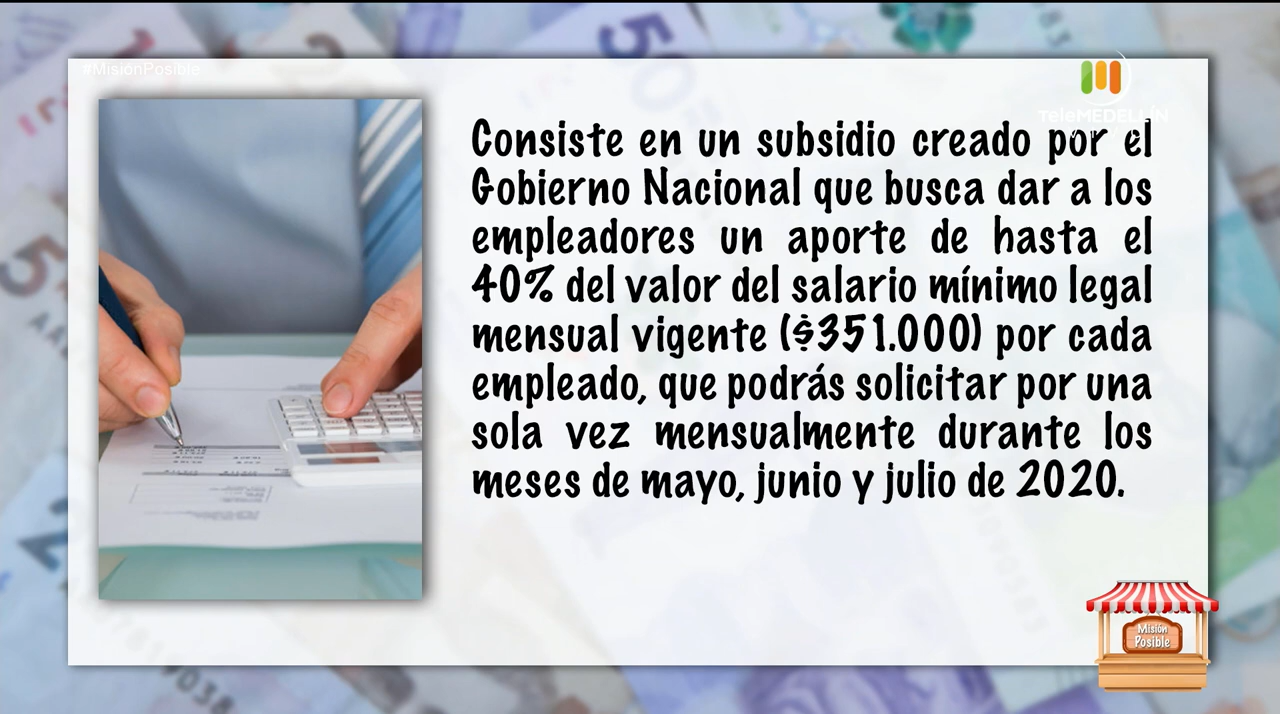 #MisiónPosible
TeleMEDELLÍN
Consiste en un subsidio creado por el
Gobierno Nacional que busca dar a los
empleadores un aporte de hasta el
40% del valor del salario mínimo legal
mensual vigente ($351.000) por cada
empleado, que podrás solicitar por una
sola vez mensualmente durante los
meses de mayo, junio y julio de 2020.
Misión
Posible